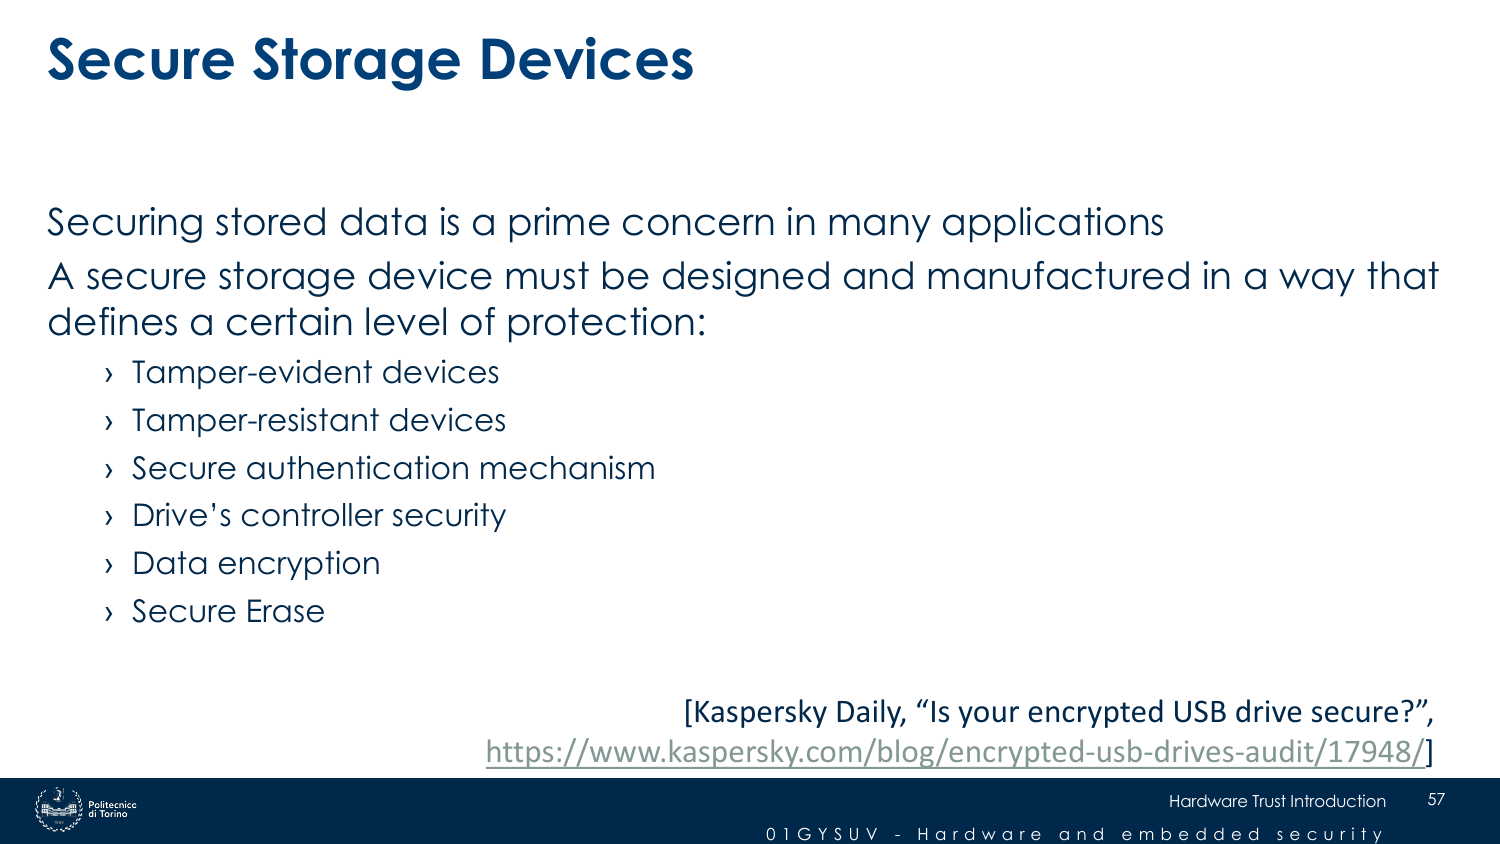 Secure Storage Devices
Securing stored data is a prime concern in many applications
A secure storage device must be designed and manufactured in a way that
defines a certain level of protection:
› Tamper-evident devices
› Tamper-resistant devices
› Secure authentication mechanism
› Drive’s controller security
› Data encryption
› Secure Erase
[Kaspersky Daily, “Is your encrypted USB drive secure?”,
https://www.kaspersky.com/blog/encrypted-usb-drives-audit/17948/]
Politecnico
di Torino
Hardware Trust Introduction 57
01GYSUV - Hardware and embedded security